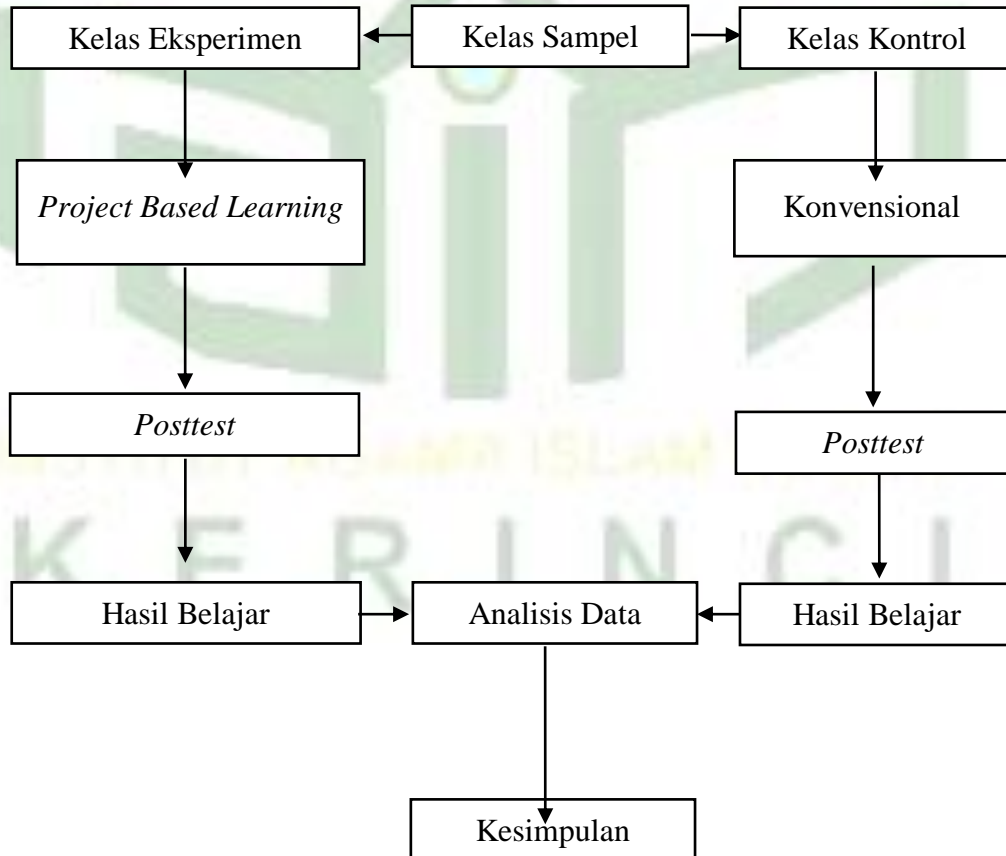 Kelas Eksperimen
Kelas Sampel
Kelas Kontrol
Project Based Learning
Konvensional
Posttest
Posttest
ISLAM
K E R I N C I
Hasil Belajar
Analisis Data
Hasil Belajar
Kesimpulan